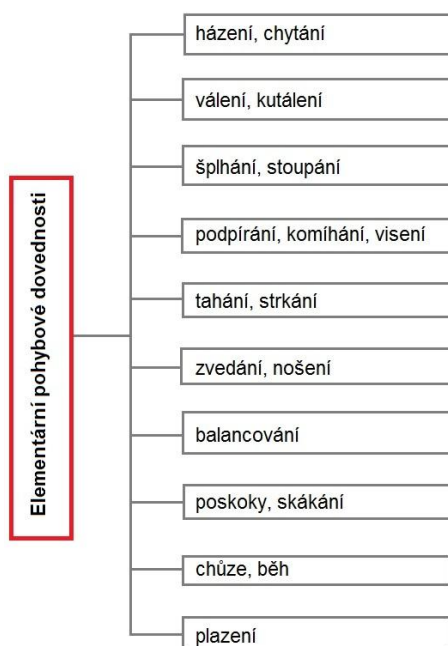 Elementární pohybové dovednosti
házení, chytání
válení, kutálení
šplhání, stoupání
podpírání, komíhání, visení
tahání, strkání
zvedání, nošení
balancování
poskoky, skákání
chůze, běh
plazení